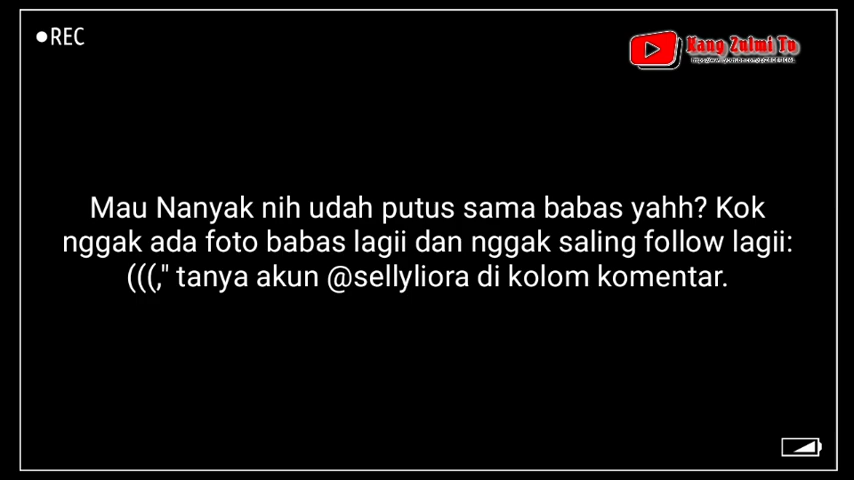 REC
Kang Zulmi Tv
Mau Nanyak nih udah putus sama babas yahh? Kok
nggak ada foto babas lagii dan nggak saling follow lagii:
(((," tanya akun @sellyliora di kolom komentar.